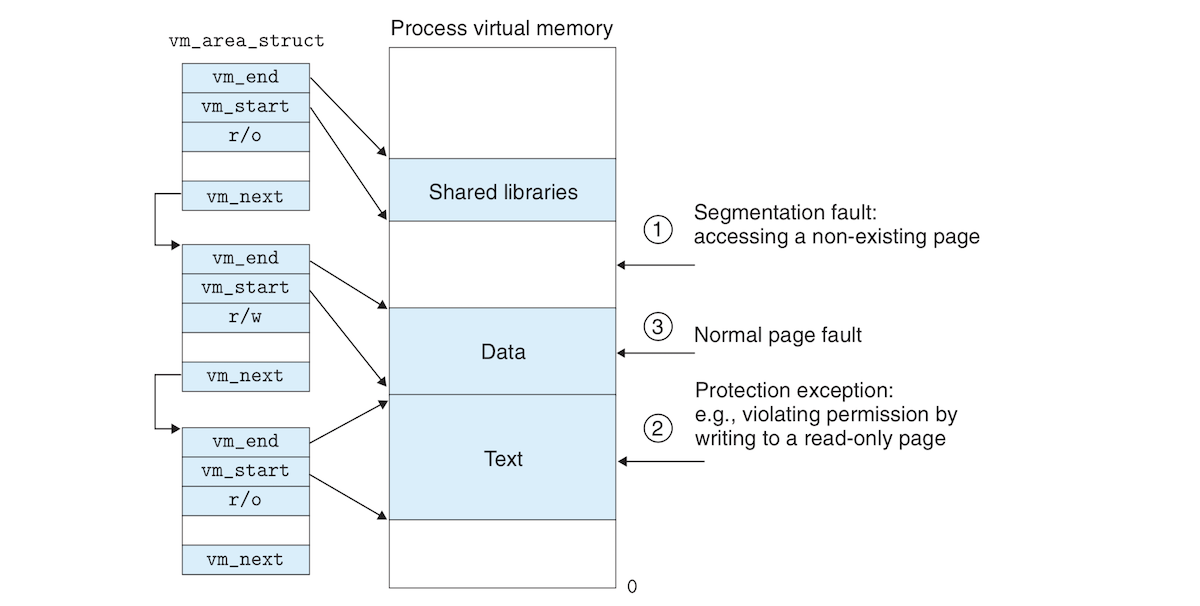 Process virtual memory
vm_area_struct
vm_end
vm_start
r/o
vm_next
vm_end
vm_start
r/w
vm_next
vm_end
vm_start
r/o
vm_next
Shared libraries
Data
Text
0
1
Segmentation fault:
accessing a non-existing page
3
Normal page fault
2
Protection exception:
e.g., violating permission by
writing to a read-only page